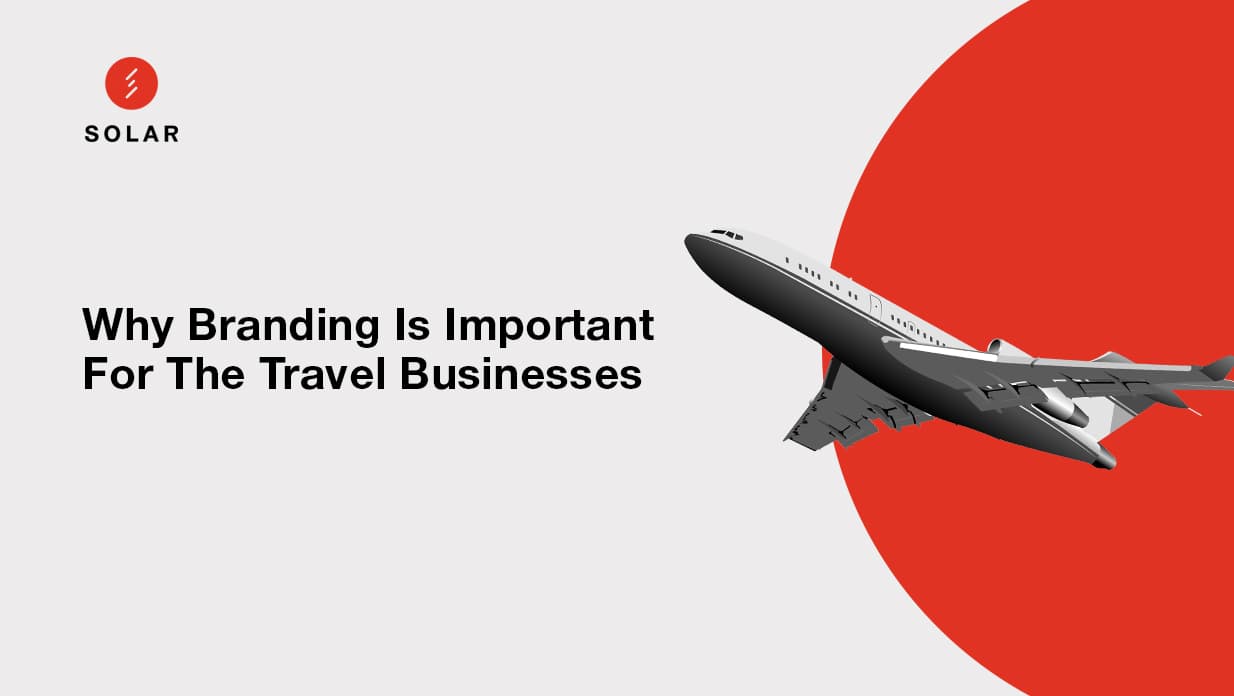 SOLAR
Why Branding Is Important
For The Travel Businesses